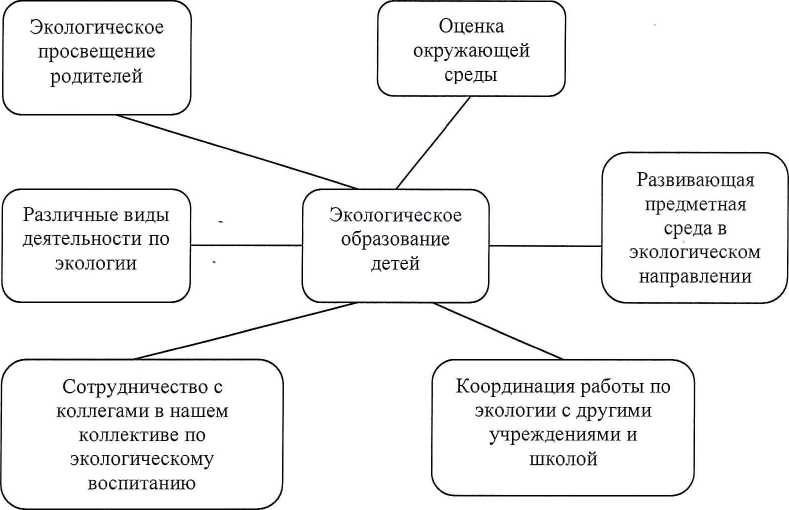 Экологическое
просвещение
родителей
Оценка
окружающей
среды
Различные виды
деятельности по
экологии
Экологическое
образование
детей
Развивающая
предметная
среда в
экологическом
направлении
Сотрудничество с
коллегами в нашем
коллективе по
экологическому
воспитанию
Координация работы по
экологии с другими
учреждениями и
школой